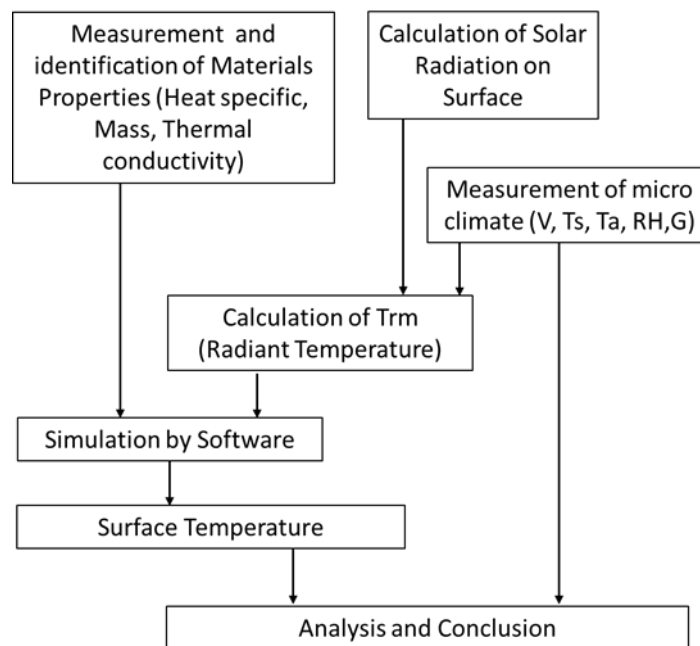 Measurement and
identification of Materials
Properties (Heat specific,
Mass, Thermal
conductivity)
Calculation of Solar
Radiation on
Surface
Measurement of micro
climate (V, Ts, Ta, RH,G)
Calculation of Trm
(Radiant Temperature)
Simulation by Software
Surface Temperature
Analysis and Conclusion